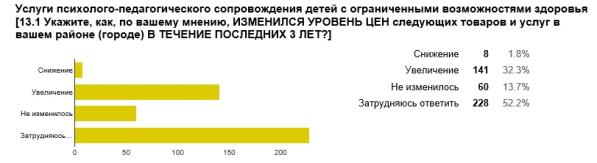 Услуги психолого-педагогического сопровождения детей с ограниченными возможностями здоровья
[13.1 Укажите, как, по вашему мнению, ИЗМЕНИЛСЯ УРОВЕНЬ ЦЕН следующих товаров и услуг в
вашем районе (городе) В ТЕЧЕНИЕ ПОСЛЕДНИХ 3 ЛЕТ?]
Снижение
Увеличение
Не изменилось
Затрудняюсь...
0 50 100 150 200
Снижение 8 1.8%
Увеличение 141 32.3%
Не изменилось 60 13.7%
Затрудняюсь ответить 228 52.2%